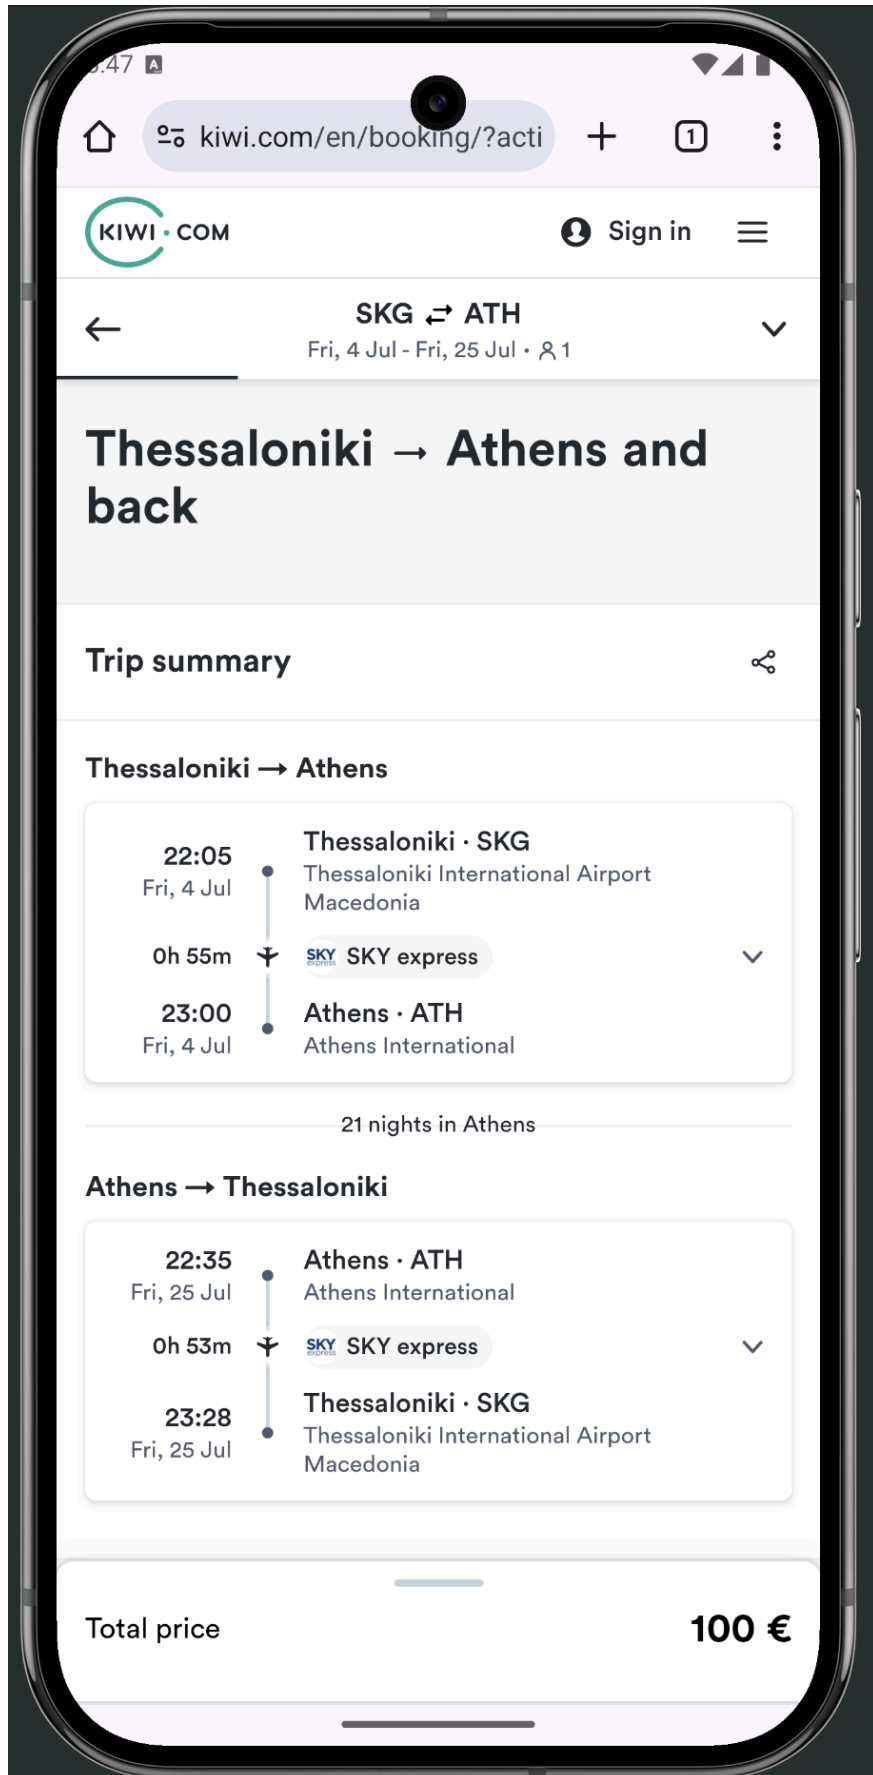 :47 A
kiwi.com/en/booking/?acti
1
KIWI·COM
Sign in
SKG ⇄ ATH
Fri, 4 Jul - Fri, 25 Jul • 1
Thessaloniki → Athens and
back
Trip summary
Thessaloniki → Athens
22:05
Fri, 4 Jul
Thessaloniki · SKG
Thessaloniki International Airport
Macedonia
0h 55m
SKY express SKY express
23:00
Fri, 4 Jul
Athens · ATH
Athens International
21 nights in Athens
Athens → Thessaloniki
22:35
Fri, 25 Jul
Athens · ATH
Athens International
0h 53m
SKY express SKY express
23:28
Fri, 25 Jul
Thessaloniki · SKG
Thessaloniki International Airport
Macedonia
Total price
100 €